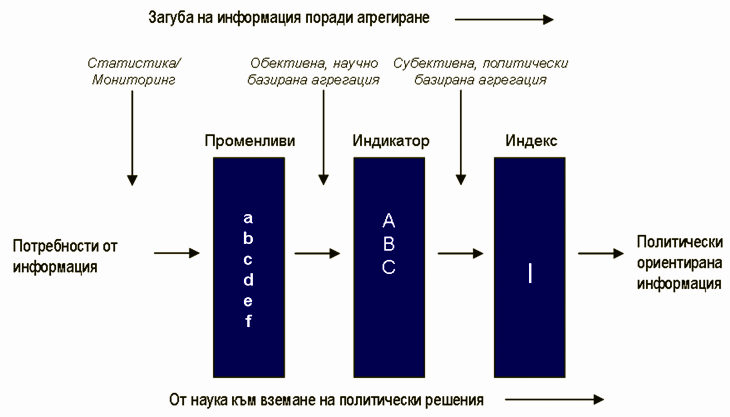 Загуба на информация поради агрегиране
Статистика/
Мониторинг
Обективна, научно
базирана агрегация
Субективна, политически
базирана агрегация
Променливи
Индикатор
Индекс
a
b
c
d
e
f
A
B
C
I
Потребности от
информация
Политически
ориентирана
информация
От наука към вземане на политически решения